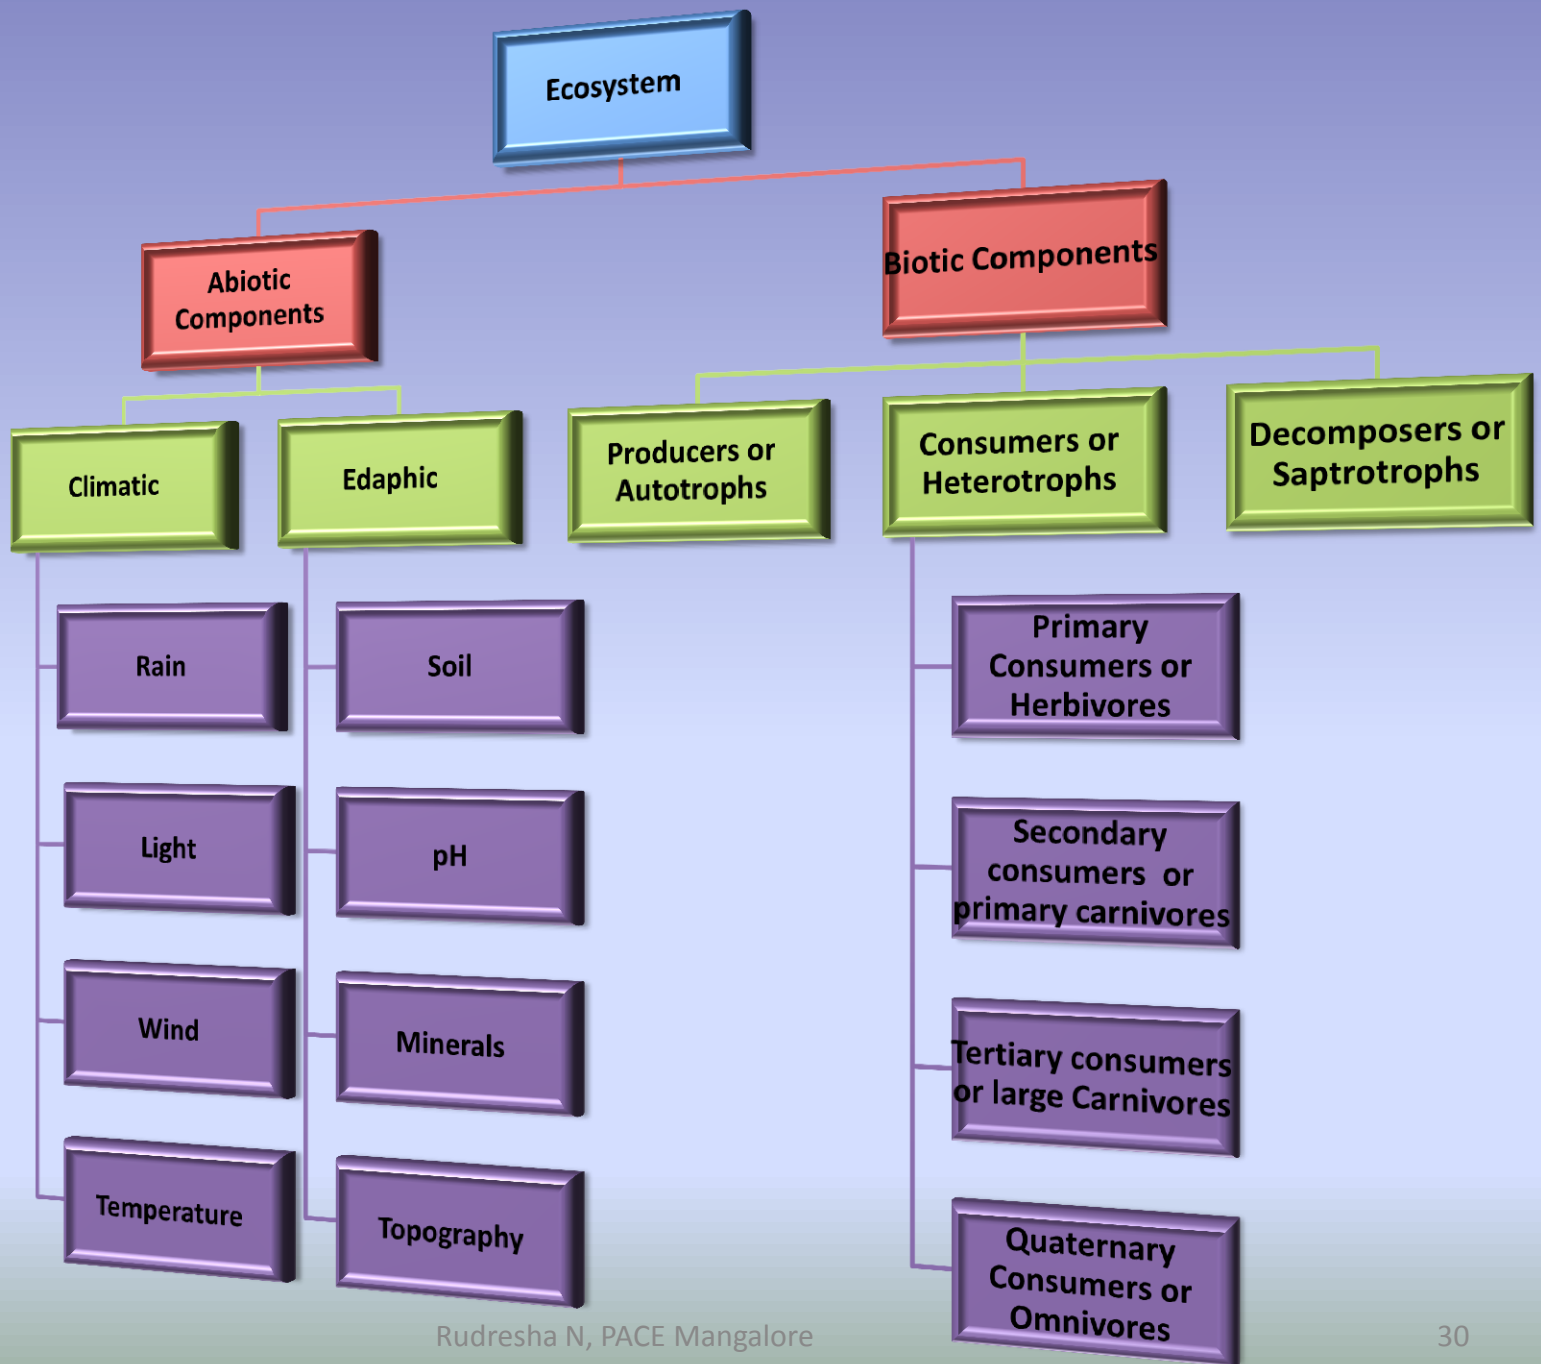 Ecosystem
Abiotic
Components
Biotic Components
Climatic
Edaphic
Producers or
Autotrophs
Consumers or
Heterotrophs
Decomposers or
Saptrotrophs
Rain
Light
Wind
Temperature
Soil
pH
Minerals
Topography
Primary
Consumers or
Herbivores
Secondary
consumers or
primary carnivores
Tertiary consumers
or large Carnivores
Quaternary
Consumers or
Omnivores
Rudresha N, PACE Mangalore
30